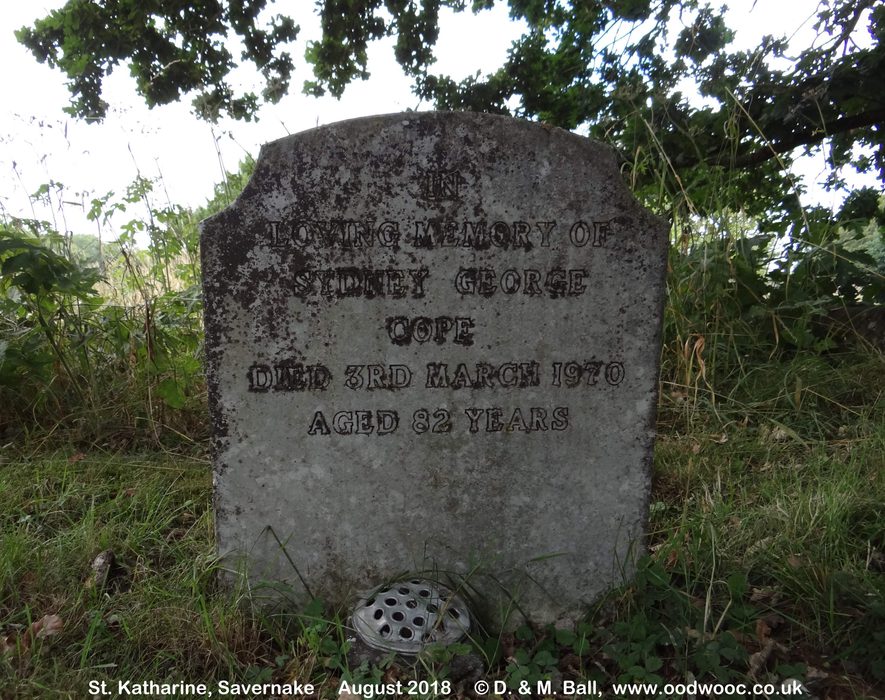 IN
LOVING MEMORY OF
SYDNEY GEORGE
COPE
DIED 3RD MARCH 1970
AGED 82 YEARS
St. Katharine, Savernake August 2018 © D. & M. Ball, www.oodwooc.co.uk